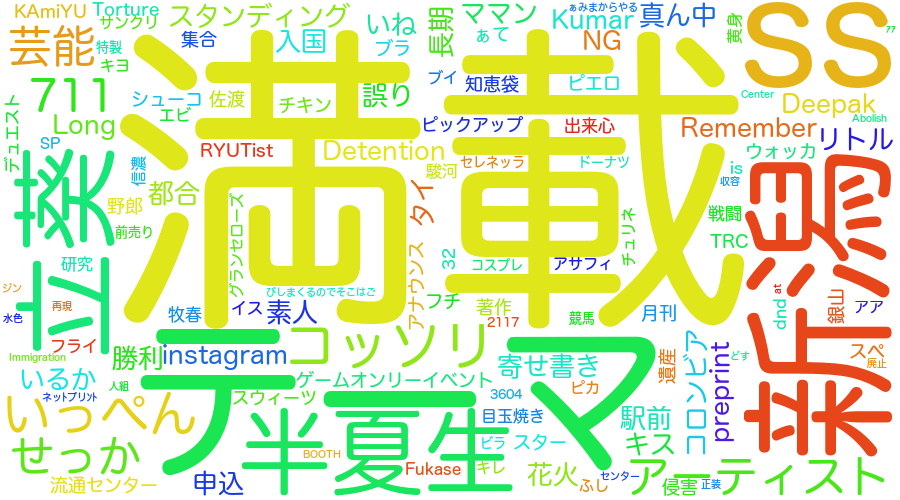 KAmiYU
Torture
サンクリ
スタンディング
いね
ママン
ぁみまからやる
Kumar
真ん中
黄身
SS
芸能
特製
キヨ
集合
入国
ブラ
長期
ぁて
NG
満載
711
シューコ
佐渡
チキン
誤り
ブイ
知恵袋
ピエロ
Center
Deepak
Abolish
エビ
Long
SP
デュエスト
RYUTist
Detention
ピックアップ
出来心
Remember
リトル
ウォッカ
is
収容
信濃
都合
駿河
セレネッラ
ドーナツ
葵
野郎
前売り
グランセローズ
タイ
戦闘
TRC
新潟
立
研究
ジン
水色
再現
アナウンス
32
コスプレ
アサフィ
チュリネ
at
dnd
銀山
アア
びしまくるのでそこはご
イス
素人
フチ
著作
2117
競馬
月刊
牧春
フライ
Immigration
勝利
instagram
コッソリ
寄せ書き
遺産
コロンビア
preprint
どす
スペ
廃止
いるか
人組
ネットプリント
テ
ゲームオンリーイベント
スウィーツ
3604
ピカ
マ
いっぺん
半夏生
目玉焼き
駅前
せっか
BOOTH
ビラ
スター
キス
流通センター
申込
Fukase
キレ
花火
ふし
センター
アーティスト
侵害
正装